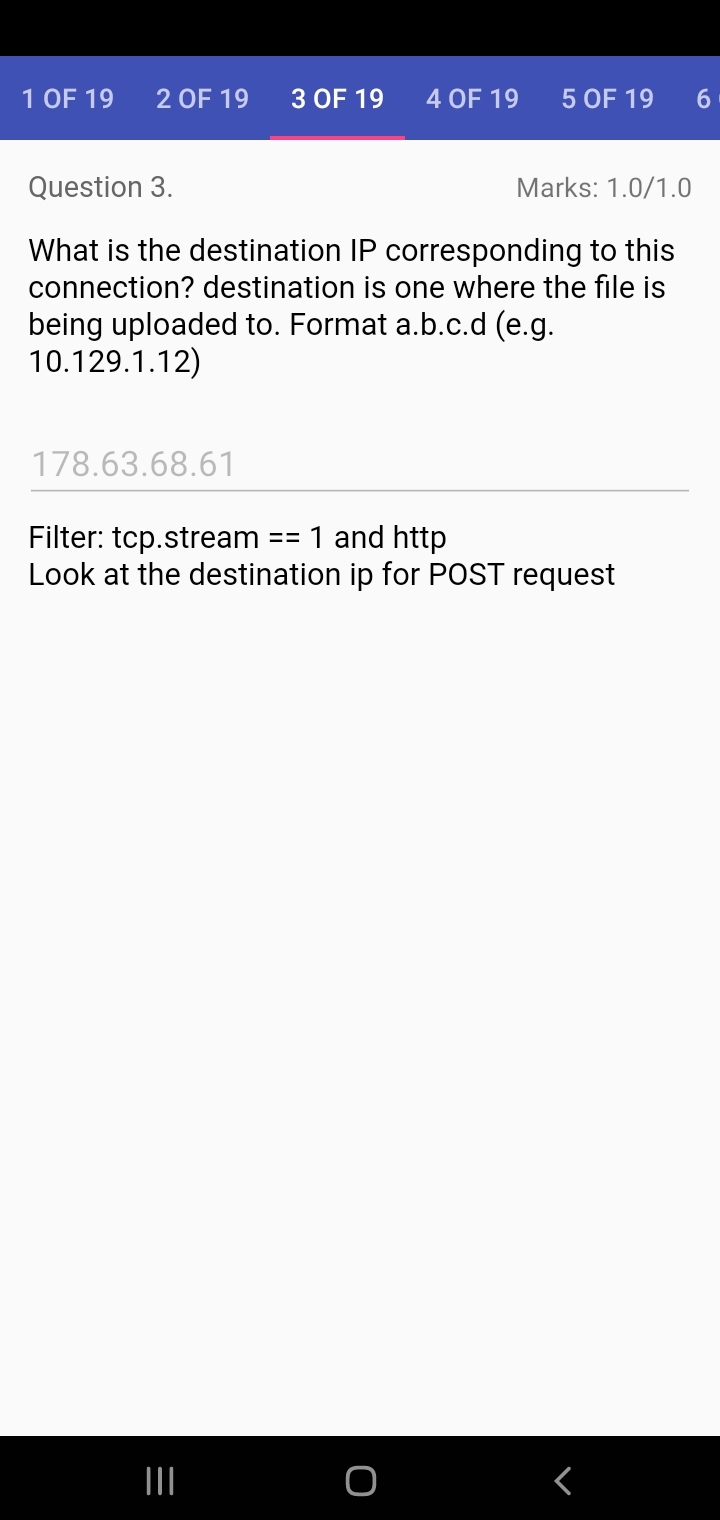 1 OF 19 2 OF 19 3 OF 19 4 OF 19 5 OF 19 6
Question 3. Marks: 1.0/1.0
What is the destination IP corresponding to this
connection? destination is one where the file is
being uploaded to. Format a.b.c.d (e.g.
10.129.1.12)
178.63.68.61
Filter: tcp.stream == 1 and http
Look at the destination ip for POST request